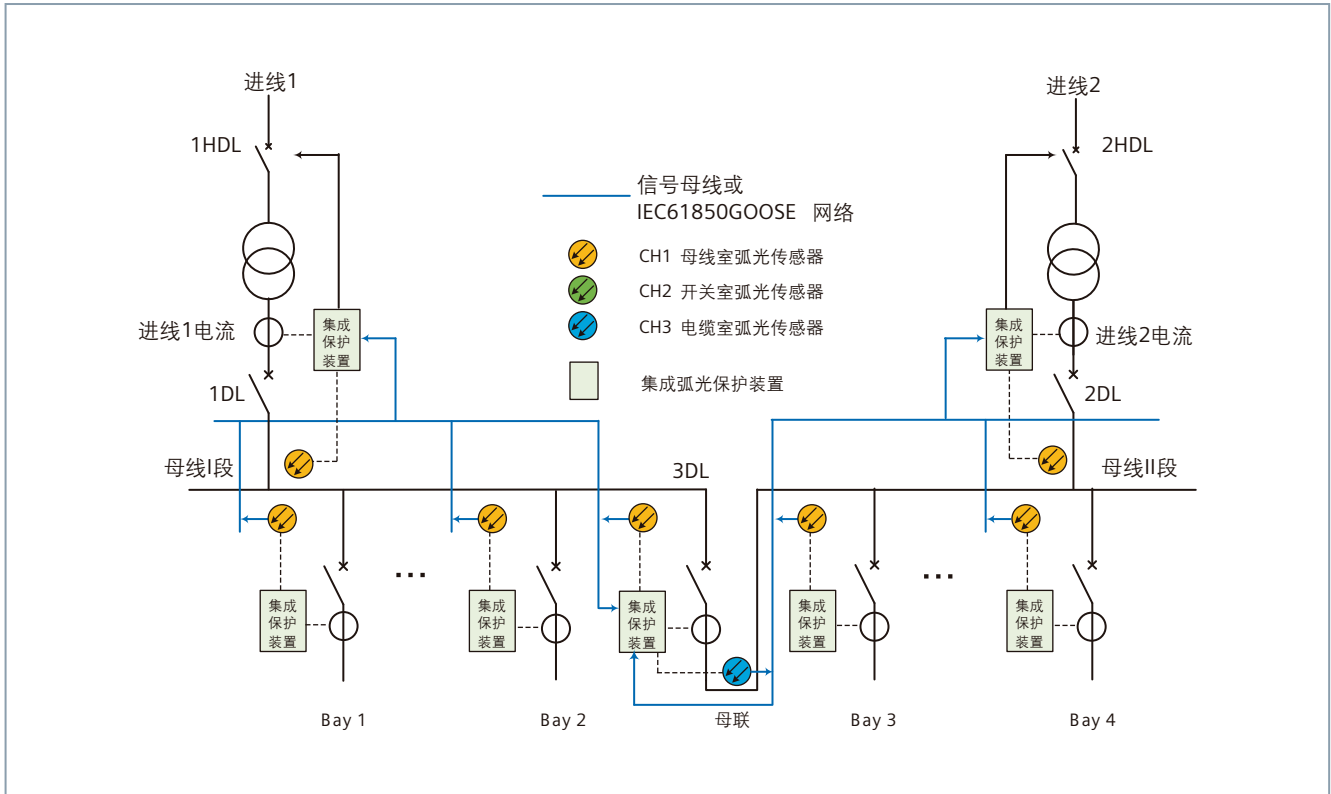 进线1
进线2
1HDL
2HDL
信号母线或
IEC61850GOOSE 网络
CH1 母线室弧光传感器
CH2 开关室弧光传感器
CH3 电缆室弧光传感器
集成弧光保护装置
进线1电流
集成
保护
装置
集成
保护
装置
进线2电流
1DL
2DL
母线I段
3DL
母线II段
...
...
集成
保护
装置
集成
保护
装置
集成
保护
装置
集成
保护
装置
集成
保护
装置
Bay 1
Bay 2
母联
Bay 3
Bay 4